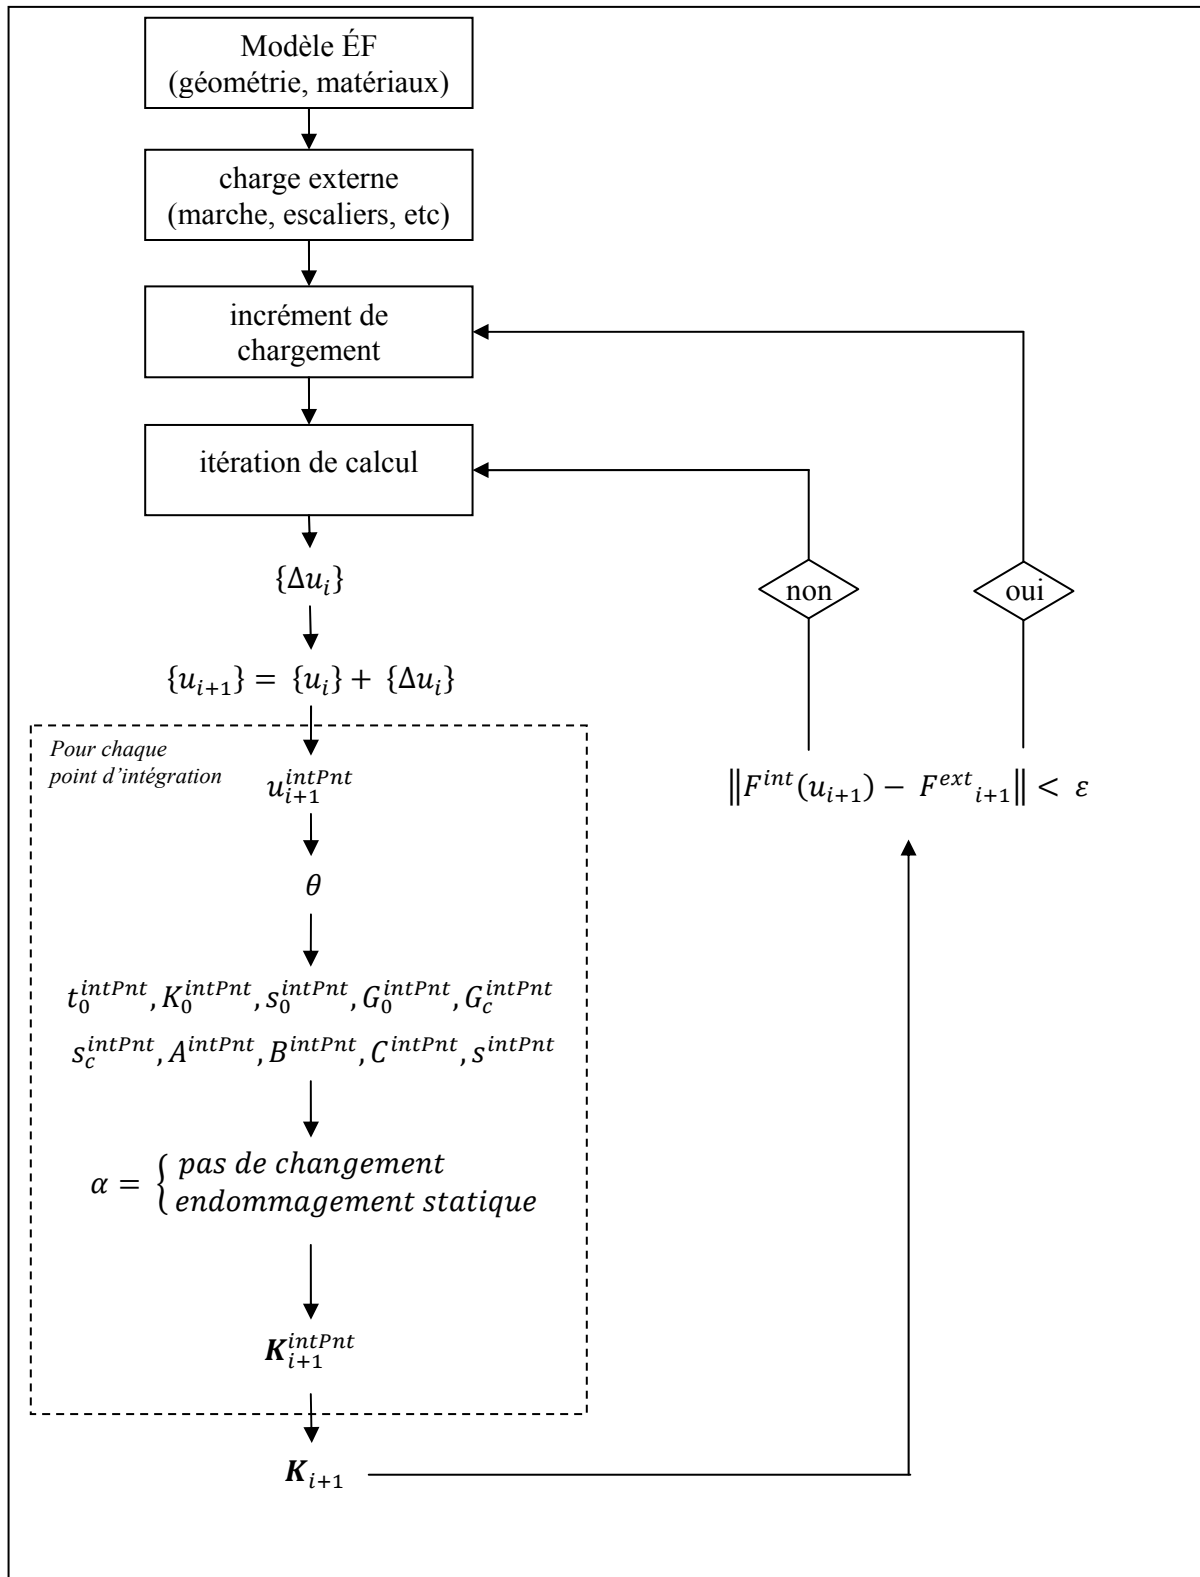 Modèle ÉF
(géométrie, matériaux)
charge externe
(marche, escaliers, etc)
incrément de
chargement
itération de calcul
{Δu_i}
non
oui
{u_{i+1}} = {u_i} + {Δu_i}
Pour chaque
point d’intégration
u_{i+1}^{intPnt}
‖F^{int}(u_{i+1}) − F^{ext}_{i+1}‖ < ε
θ
t_0^{intPnt}, K_0^{intPnt}, s_0^{intPnt}, G_0^{intPnt}, G_c^{intPnt}
s_c^{intPnt}, A^{intPnt}, B^{intPnt}, C^{intPnt}, s^{intPnt}
α = { pas de changement
endommagement statique
K_{i+1}^{intPnt}
K_{i+1}